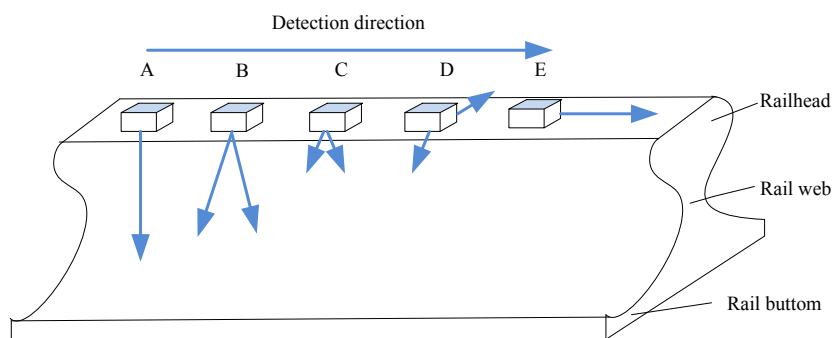 Detection direction
A B C D E
Railhead
Rail web
Rail buttom